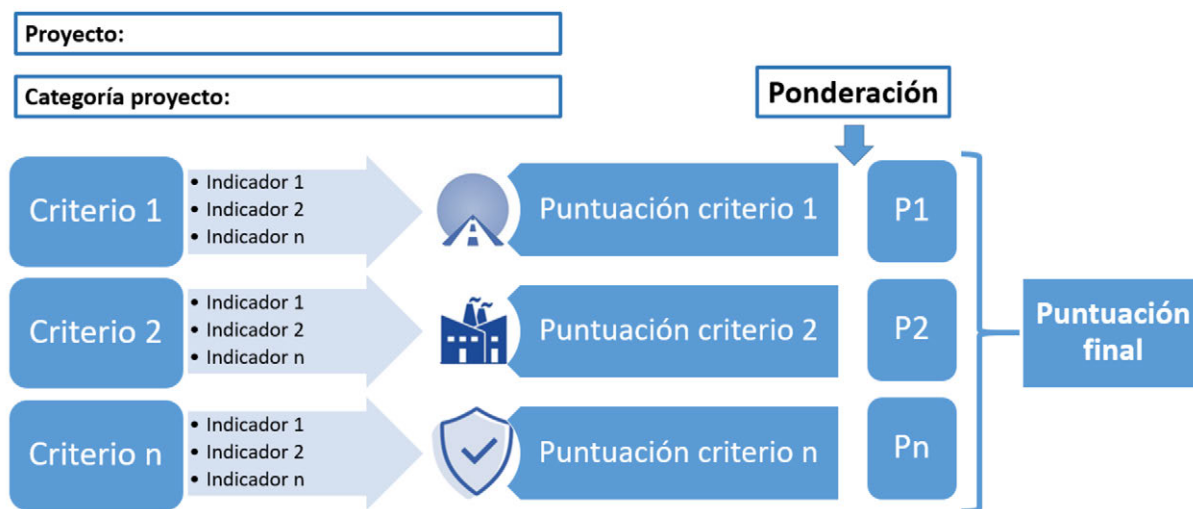 Proyecto:
Categoría proyecto:
Ponderación
Criterio 1
• Indicador 1
• Indicador 2
• Indicador n
Puntuación criterio 1
P1
Criterio 2
• Indicador 1
• Indicador 2
• Indicador n
Puntuación criterio 2
P2
Criterio n
• Indicador 1
• Indicador 2
• Indicador n
Puntuación criterio n
Pn
Puntuación
final